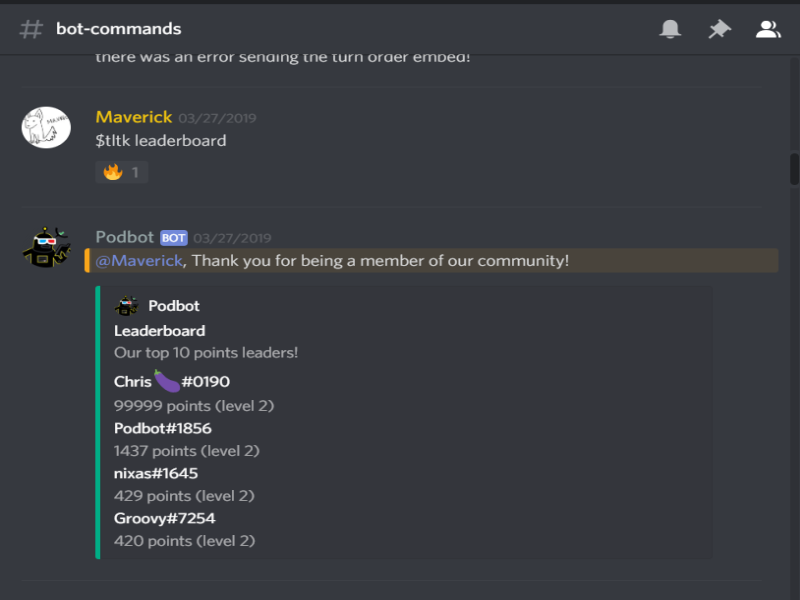 # bot-commands
there was an error sending the turn order embed!
Maverick 03/27/2019
$tltk leaderboard
🔥 1
Podbot BOT 03/27/2019
@Maverick, Thank you for being a member of our community!
Podbot
Leaderboard
Our top 10 points leaders!
Chris🍆#0190
99999 points (level 2)
Podbot#1856
1437 points (level 2)
nixas#1645
429 points (level 2)
Groovy#7254
420 points (level 2)